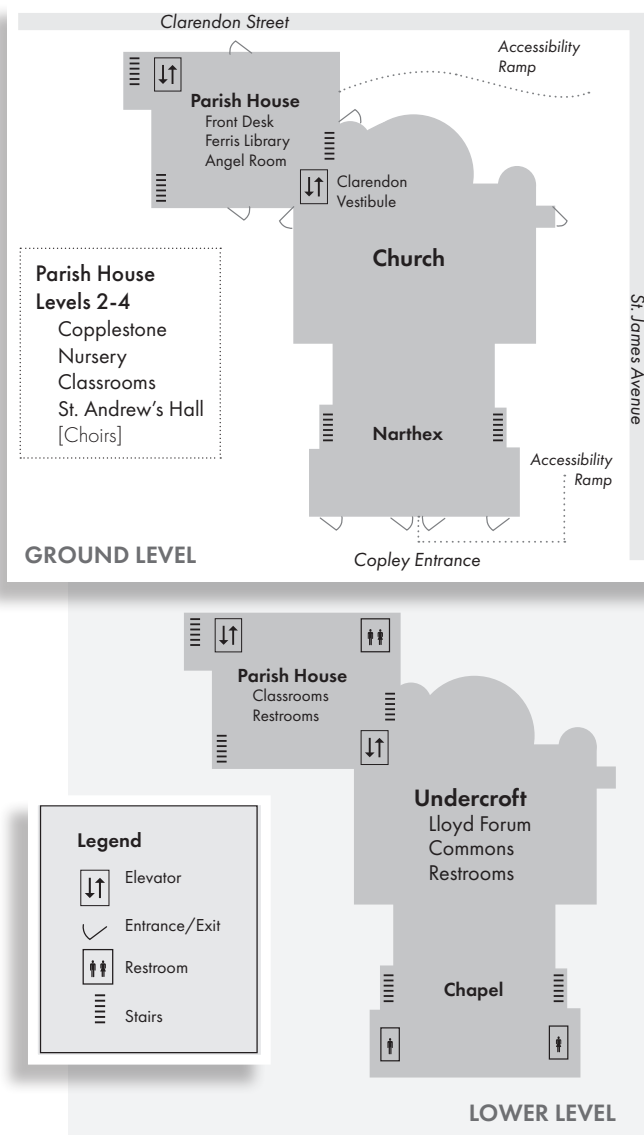 Clarendon Street
Accessibility
Ramp
Parish House
Front Desk
Ferris Library
Angel Room
Clarendon
Vestibule
Church
Parish House
Levels 2-4
Copplestone
Nursery
Classrooms
St. Andrew's Hall
[Choirs]
St. James Avenue
Narthex
Accessibility
Ramp
GROUND LEVEL
Copley Entrance
Parish House
Classrooms
Restrooms
Undercroft
Lloyd Forum
Commons
Restrooms
Legend
Elevator
Entrance/Exit
Restroom
Stairs
Chapel
LOWER LEVEL